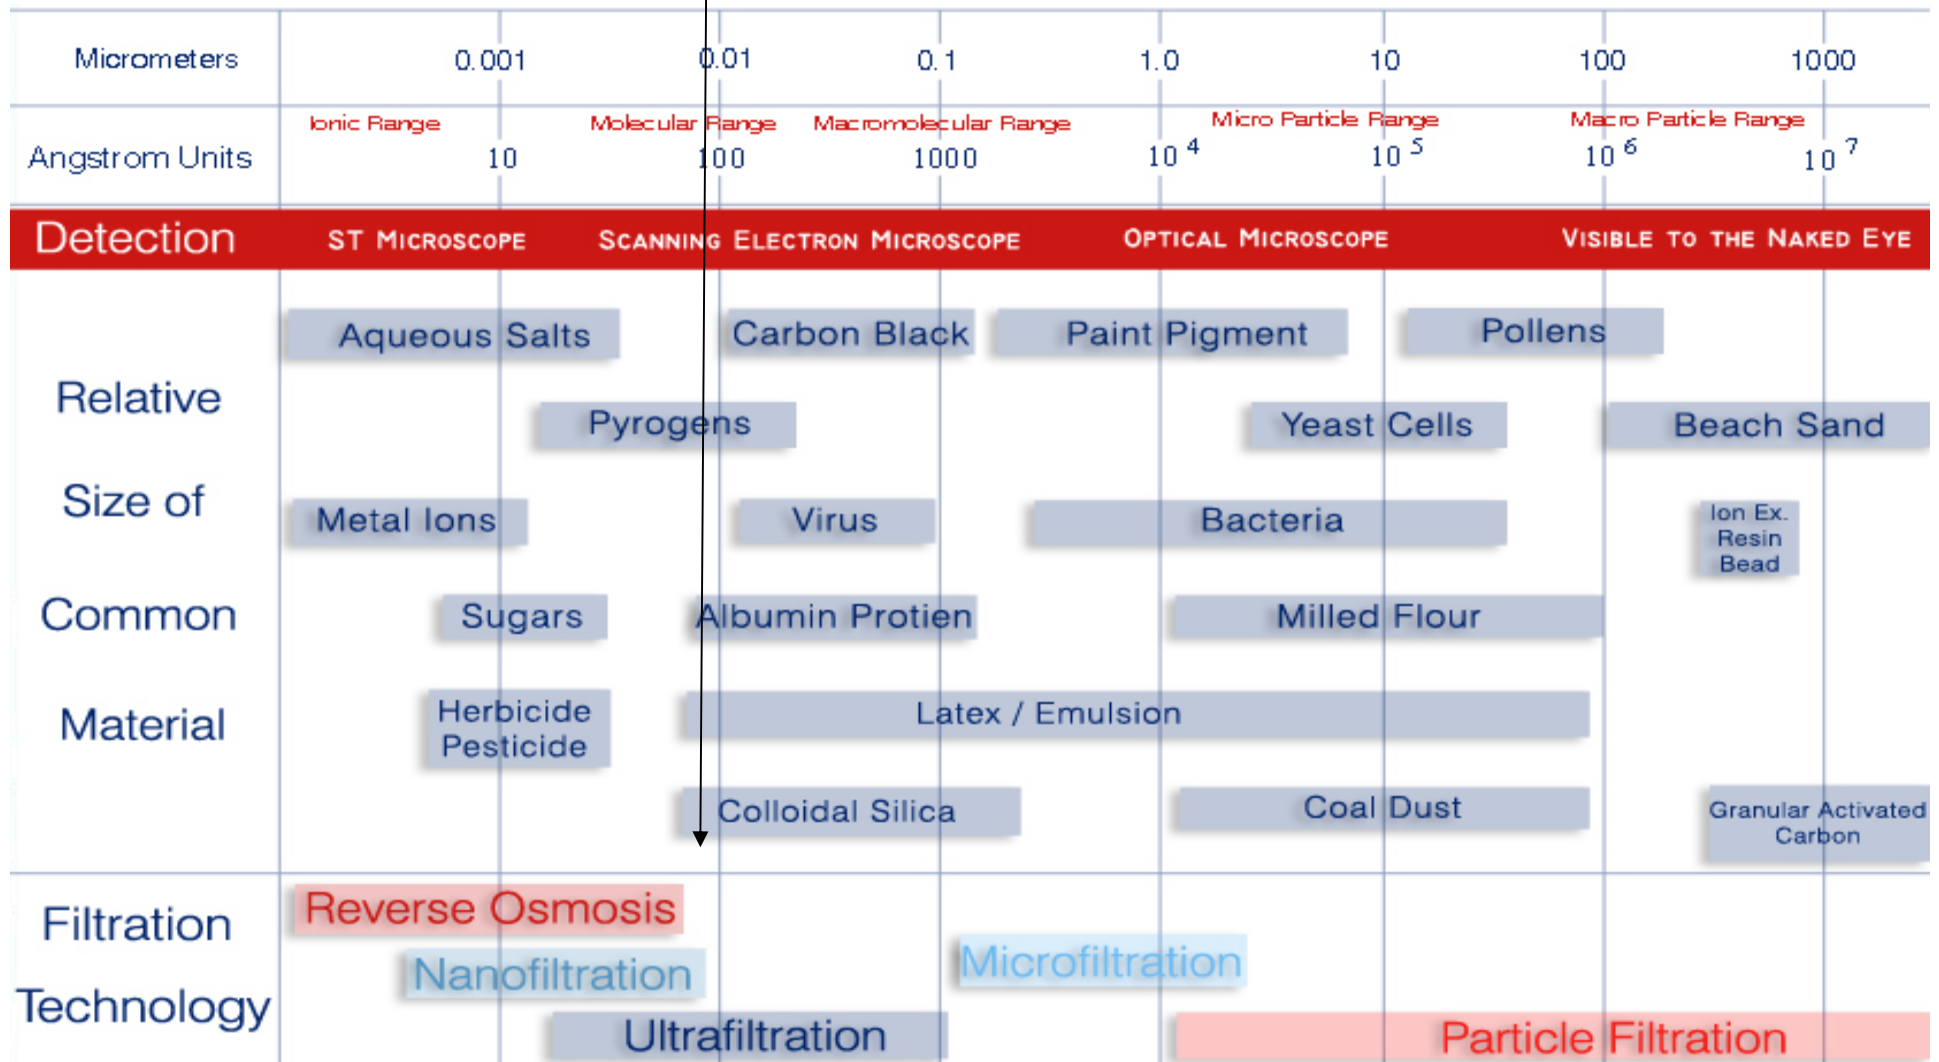 Micrometers 0.001 0.01 0.1 1.0 10 100 1000
Ionic Range Molecular Range Macromolecular Range Micro Particle Range Macro Particle Range
Angstrom Units 10 100 1000 10 4 10 5 10 6 10 7
Detection ST MICROSCOPE SCANNING ELECTRON MICROSCOPE OPTICAL MICROSCOPE VISIBLE TO THE NAKED EYE
Aqueous Salts Carbon Black Paint Pigment Pollens
Relative
Pyrogens Yeast Cells Beach Sand
Size of
Metal Ions Virus Bacteria
Ion Ex.
Resin
Bead
Common
Sugars Albumin Protien Milled Flour
Material
Herbicide
Pesticide
Latex / Emulsion
Colloidal Silica Coal Dust
Granular Activated
Carbon
Filtration
Technology
Reverse Osmosis
Nanofiltration Microfiltration
Ultrafiltration Particle Filtration